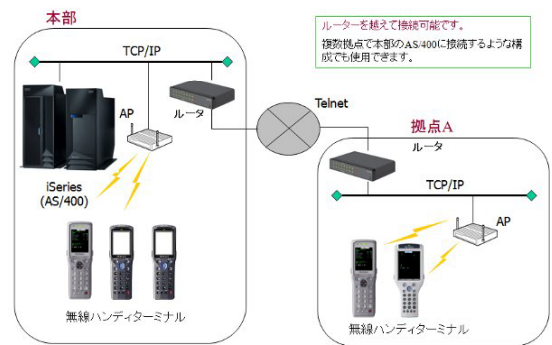 本部
ルーターを越えて接続可能です。
複数拠点で本部のAS/400に接続するような構
成でも使用できます。
TCP/IP
AP
ルータ
Telnet
拠点A
ルータ
iSeries
(AS/400)
TCP/IP
AP
無線ハンディターミナル
無線ハンディターミナル